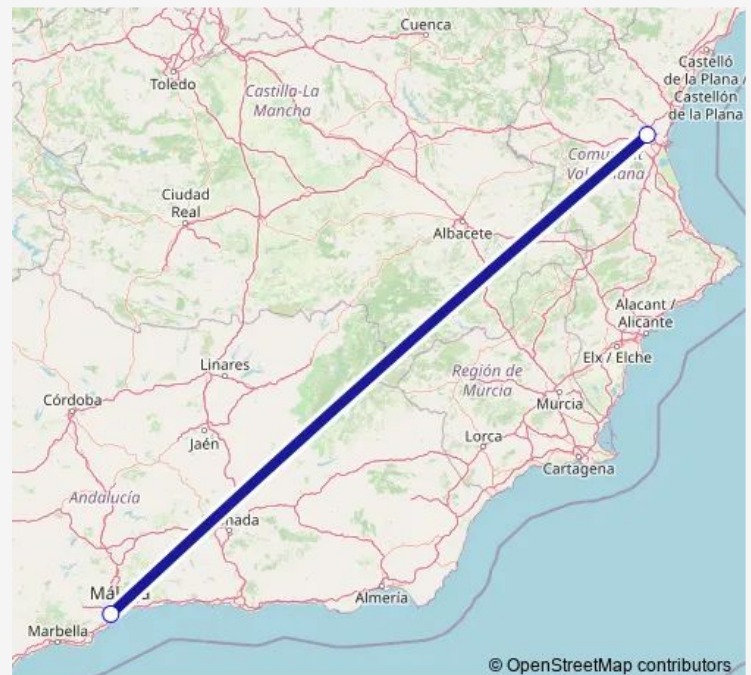 Cuenca
Castelló
de la Plana /
Castellón
de la Plana
Toledo
Castilla-La
Mancha
Ciudad
Real
Albacete
Alacant /
Alicante
Elx / Elche
Linares
Región de
Murcia
Murcia
Córdoba
Jaén
Lorca
Cartagena
Andalucía
Almería
Marbella
© OpenStreetMap contributors